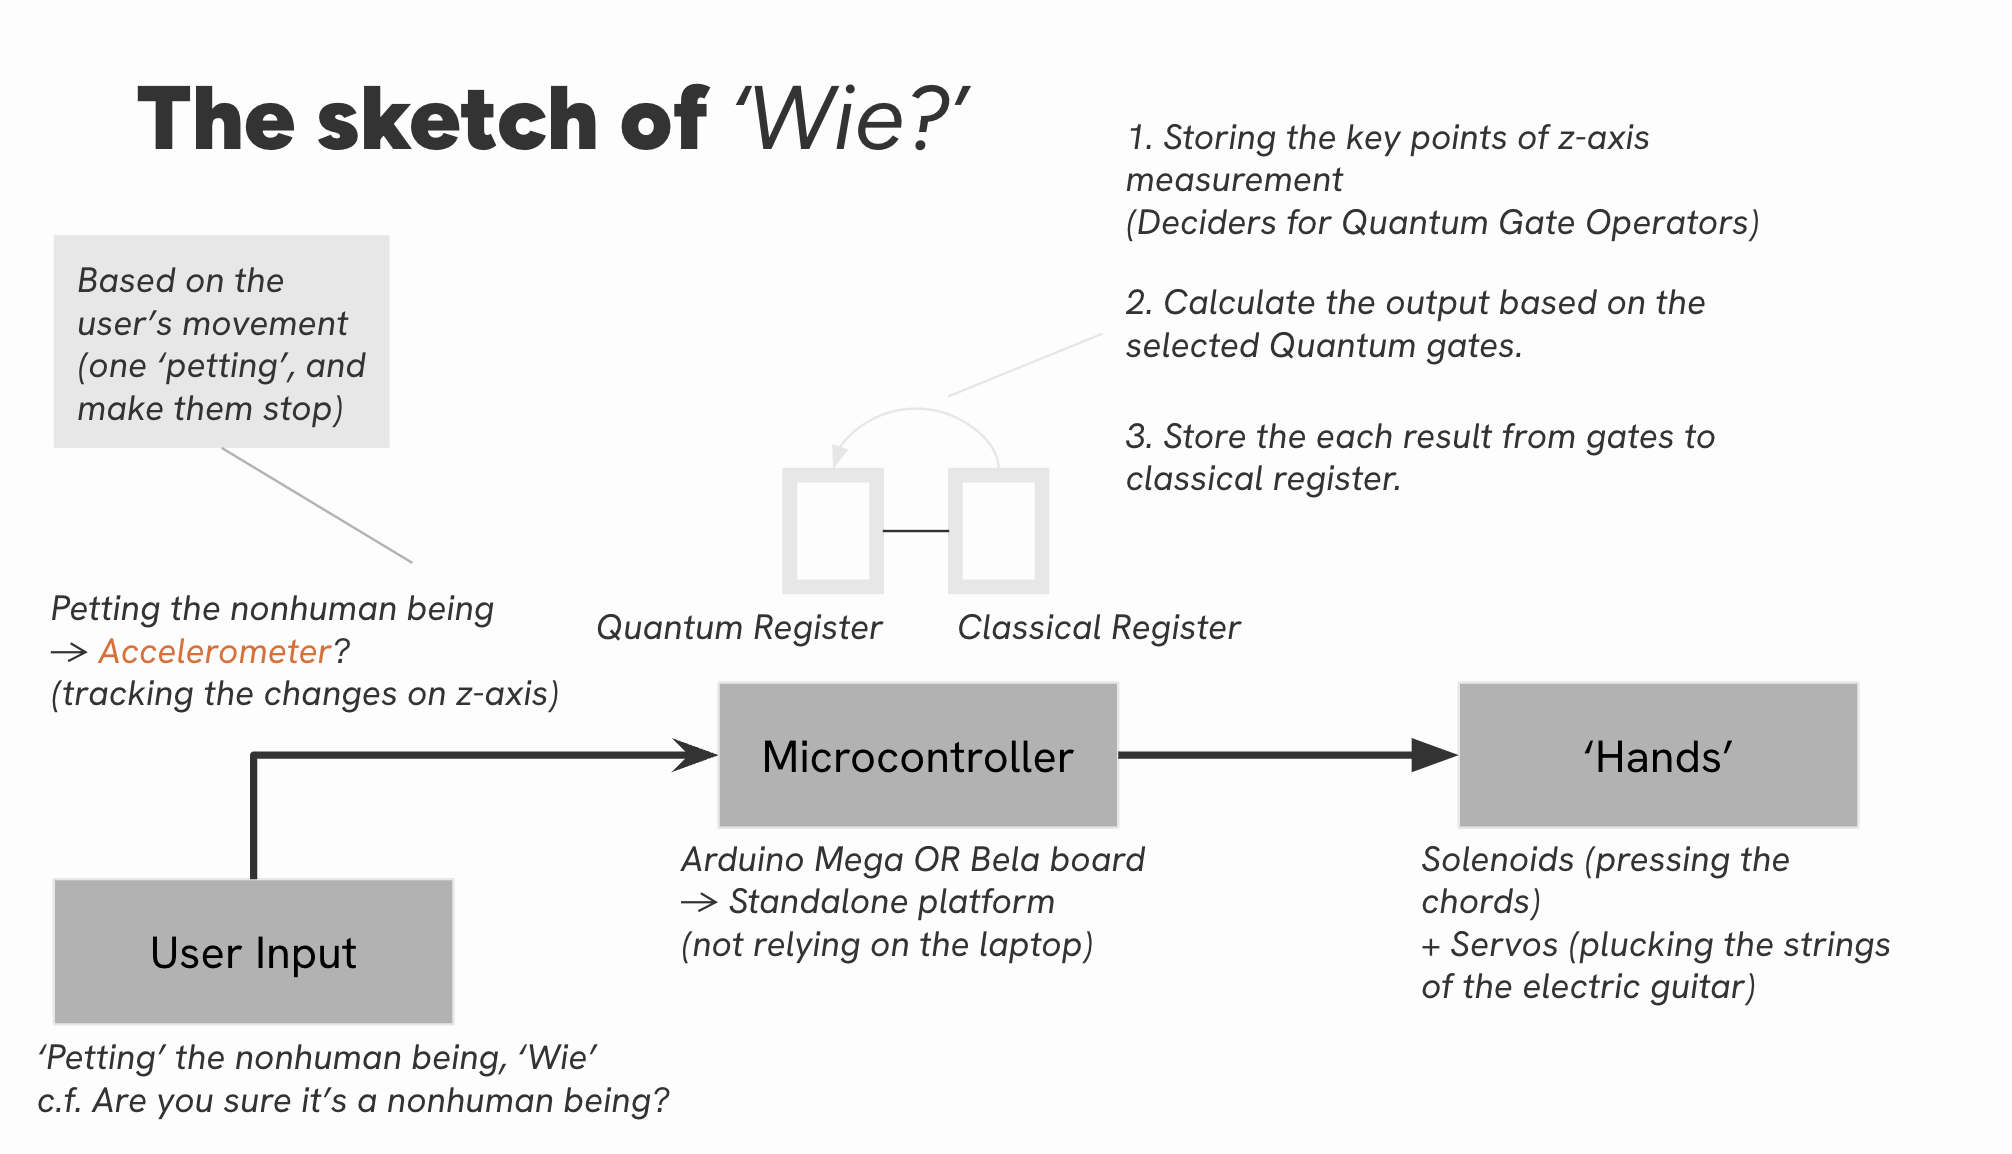 The sketch of ‘Wie?’
1. Storing the key points of z-axis
measurement
(Deciders for Quantum Gate Operators)
2. Calculate the output based on the
selected Quantum gates.
3. Store the each result from gates to
classical register.
Based on the
user’s movement
(one ‘petting’, and
make them stop)
Petting the nonhuman being
→ Accelerometer?
(tracking the changes on z-axis)
Quantum Register
Classical Register
Microcontroller
‘Hands’
Arduino Mega OR Bela board
→ Standalone platform
(not relying on the laptop)
Solenoids (pressing the
chords)
+ Servos (plucking the strings
of the electric guitar)
User Input
‘Petting’ the nonhuman being, ‘Wie’
c.f. Are you sure it’s a nonhuman being?